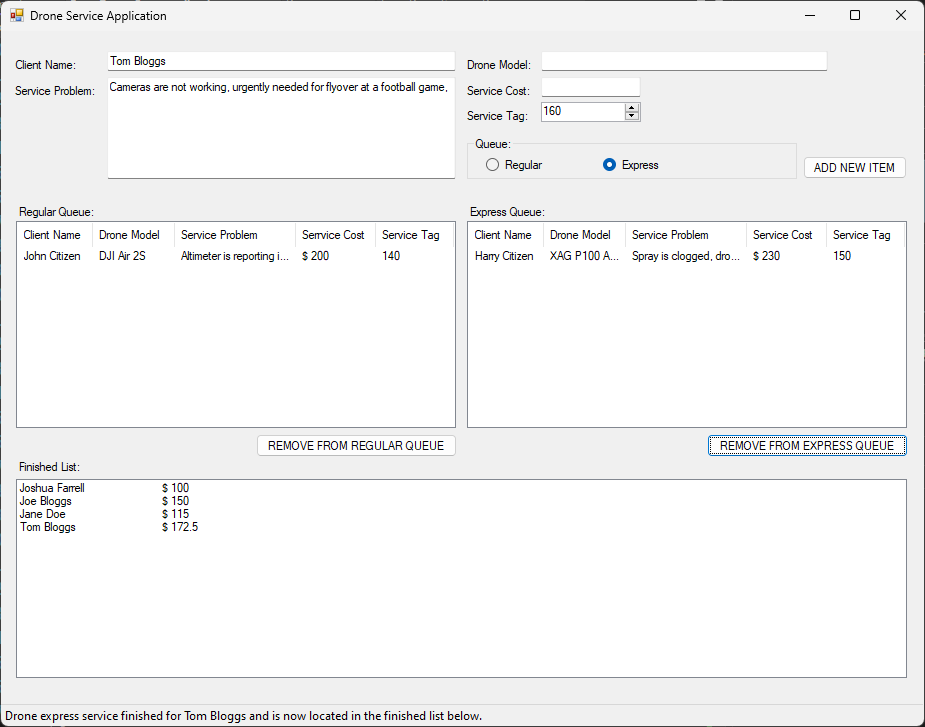 Drone Service Application
Client Name: Tom Bloggs
Drone Model:
Service Problem: Cameras are not working, urgently needed for flyover at a football game,
Service Cost:
Service Tag: 160
Queue:
Regular Express
ADD NEW ITEM
Regular Queue:
Client Name Drone Model Service Problem Serrvice Cost Service Tag
John Citizen DJI Air 2S Altimeter is reporting i... $ 200 140
Express Queue:
Client Name Drone Model Service Problem Service Cost Service Tag
Harry Citizen XAG P100 A... Spray is clogged, dro... $ 230 150
REMOVE FROM REGULAR QUEUE
REMOVE FROM EXPRESS QUEUE
Finished List:
Joshua Farrell $ 100
Joe Bloggs $ 150
Jane Doe $ 115
Tom Bloggs $ 172.5
Drone express service finished for Tom Bloggs and is now located in the finished list below.